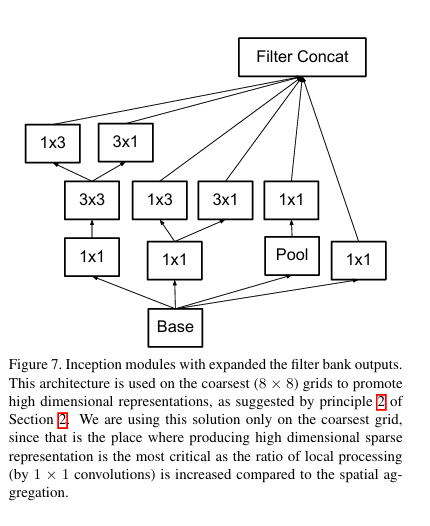 Filter Concat
1x3 3x1
3x3 1x3 3x1 1x1
1x1 1x1 Pool 1x1
Base
Figure 7. Inception modules with expanded the filter bank outputs.
This architecture is used on the coarsest (8 × 8) grids to promote
high dimensional representations, as suggested by principle 2 of
Section 2. We are using this solution only on the coarsest grid,
since that is the place where producing high dimensional sparse
representation is the most critical as the ratio of local processing
(by 1 × 1 convolutions) is increased compared to the spatial ag-
gregation.